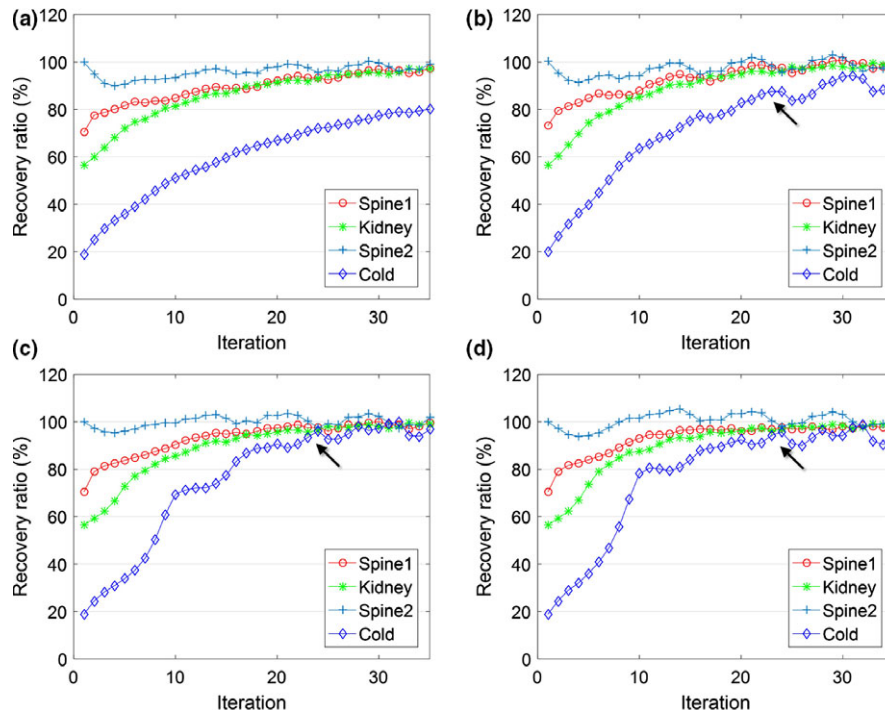 (a)
120
100
80
60
40
20
0
Recovery ratio (%)
Spine1
Kidney
Spine2
Cold
0 10 20 30
Iteration
(b)
120
100
80
60
40
20
0
Recovery ratio (%)
Spine1
Kidney
Spine2
Cold
0 10 20 30
Iteration
(c)
120
100
80
60
40
20
0
Recovery ratio (%)
Spine1
Kidney
Spine2
Cold
0 10 20 30
Iteration
(d)
120
100
80
60
40
20
0
Recovery ratio (%)
Spine1
Kidney
Spine2
Cold
0 10 20 30
Iteration